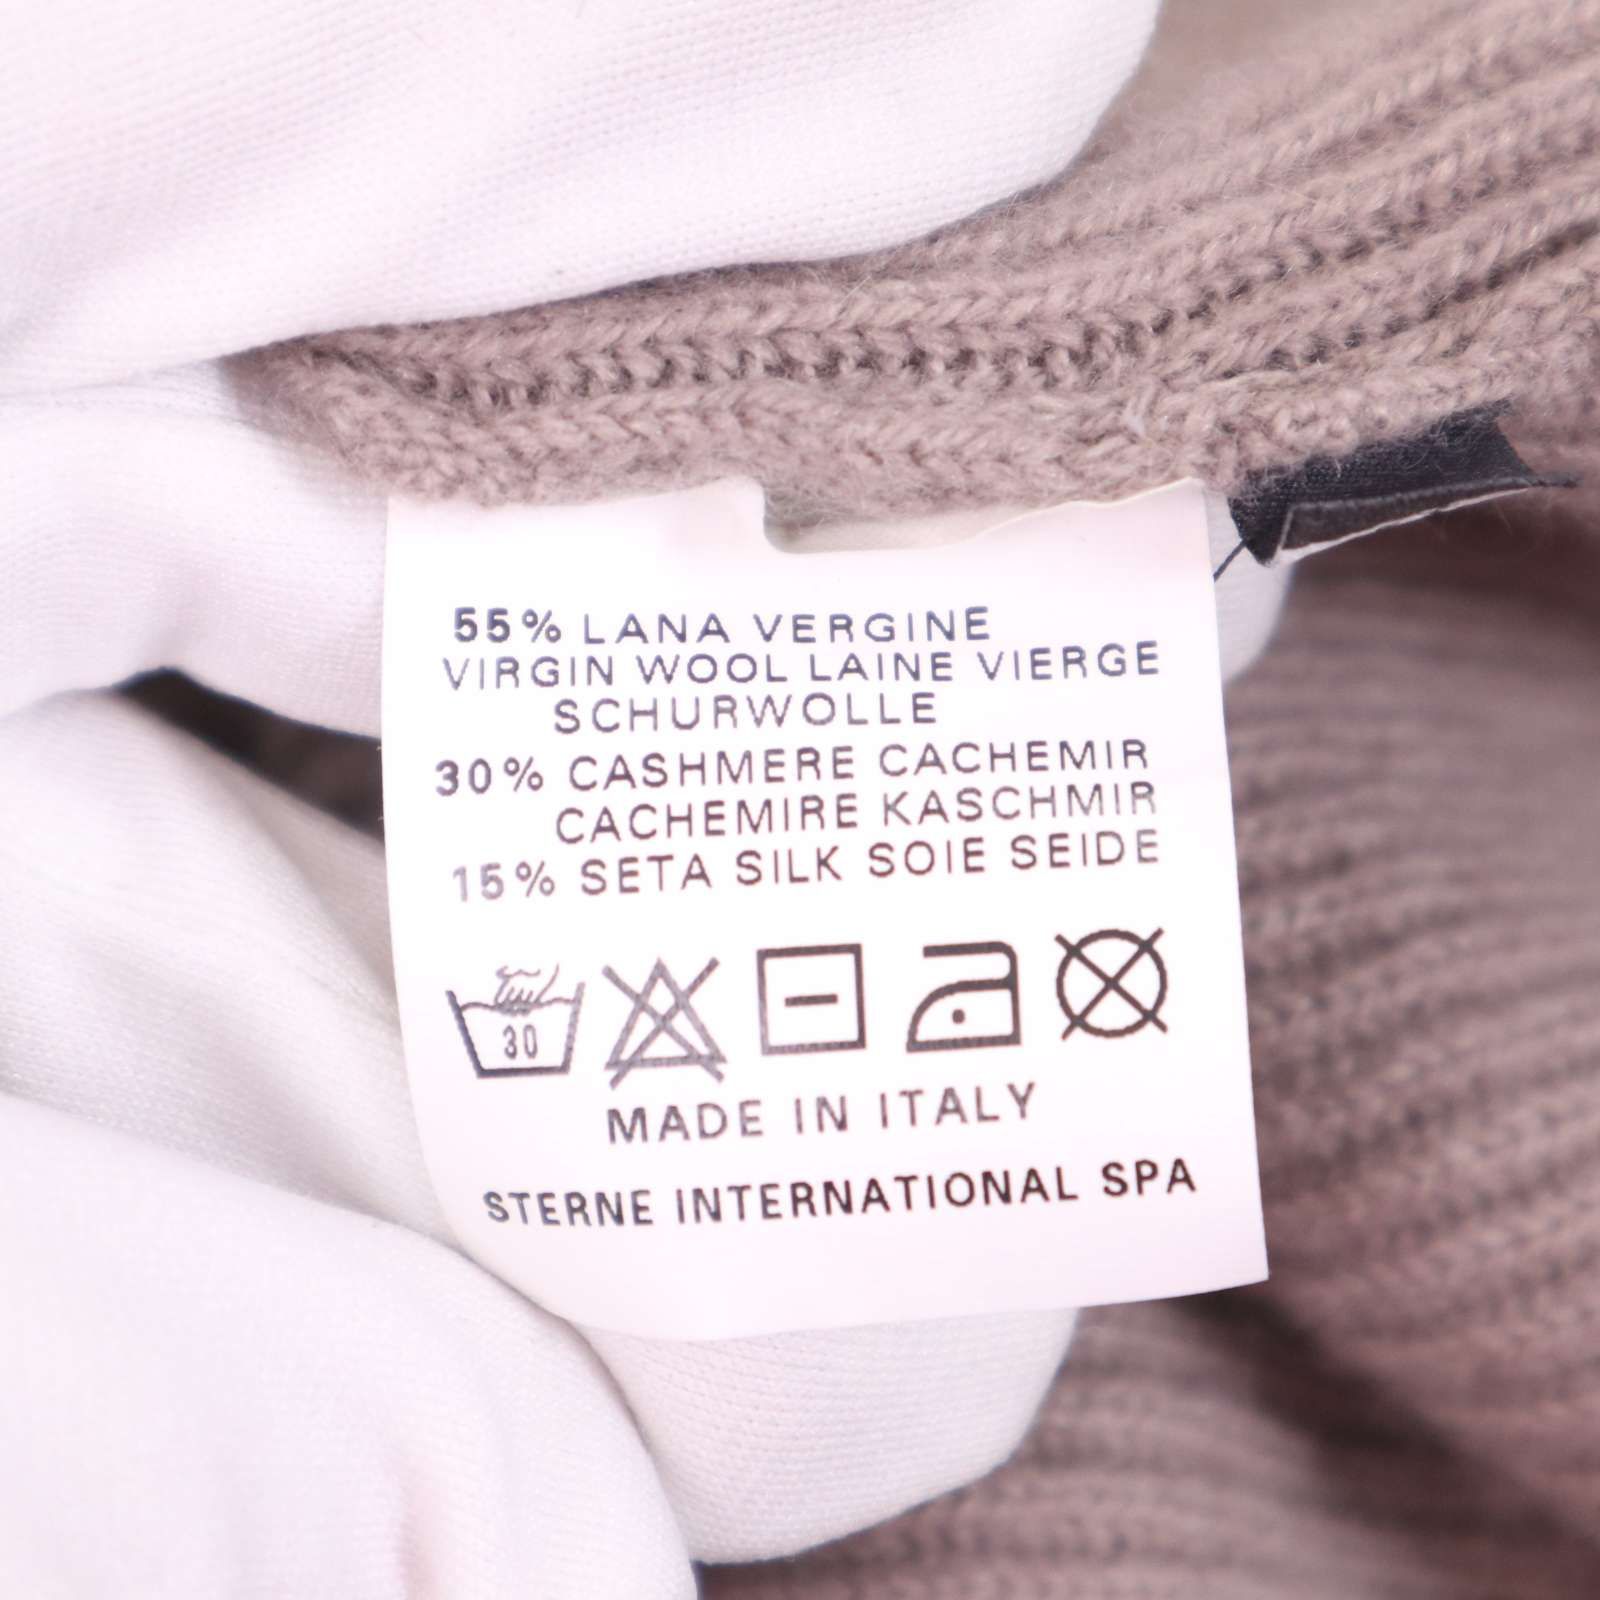 55% LANA VERGINE
VIRGIN WOOL LAINE VIERGE
SCHURWOLLE
30% CASHMERE CACHEMIR
CACHEMIRE KASCHMIR
15% SETA SILK SOIE SEIDE
30
MADE IN ITALY
STERNE INTERNATIONAL SPA